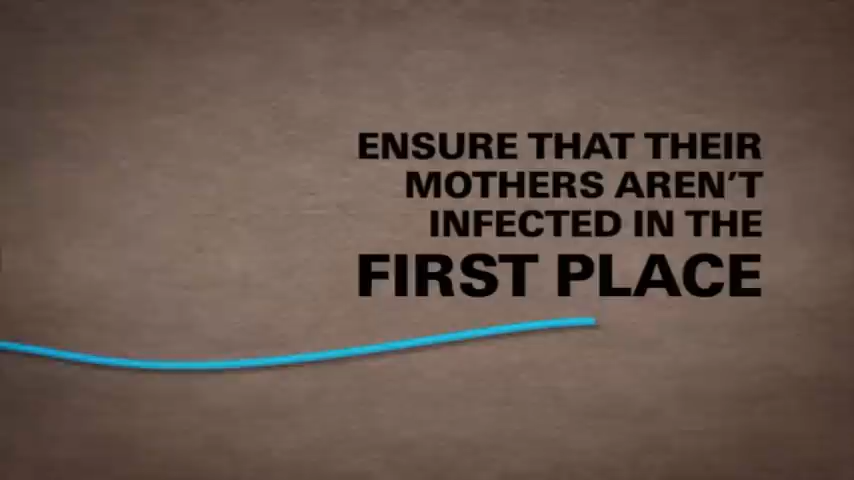 ENSURE THAT THEIR
MOTHERS AREN'T
INFECTED IN THE
FIRST PLACE